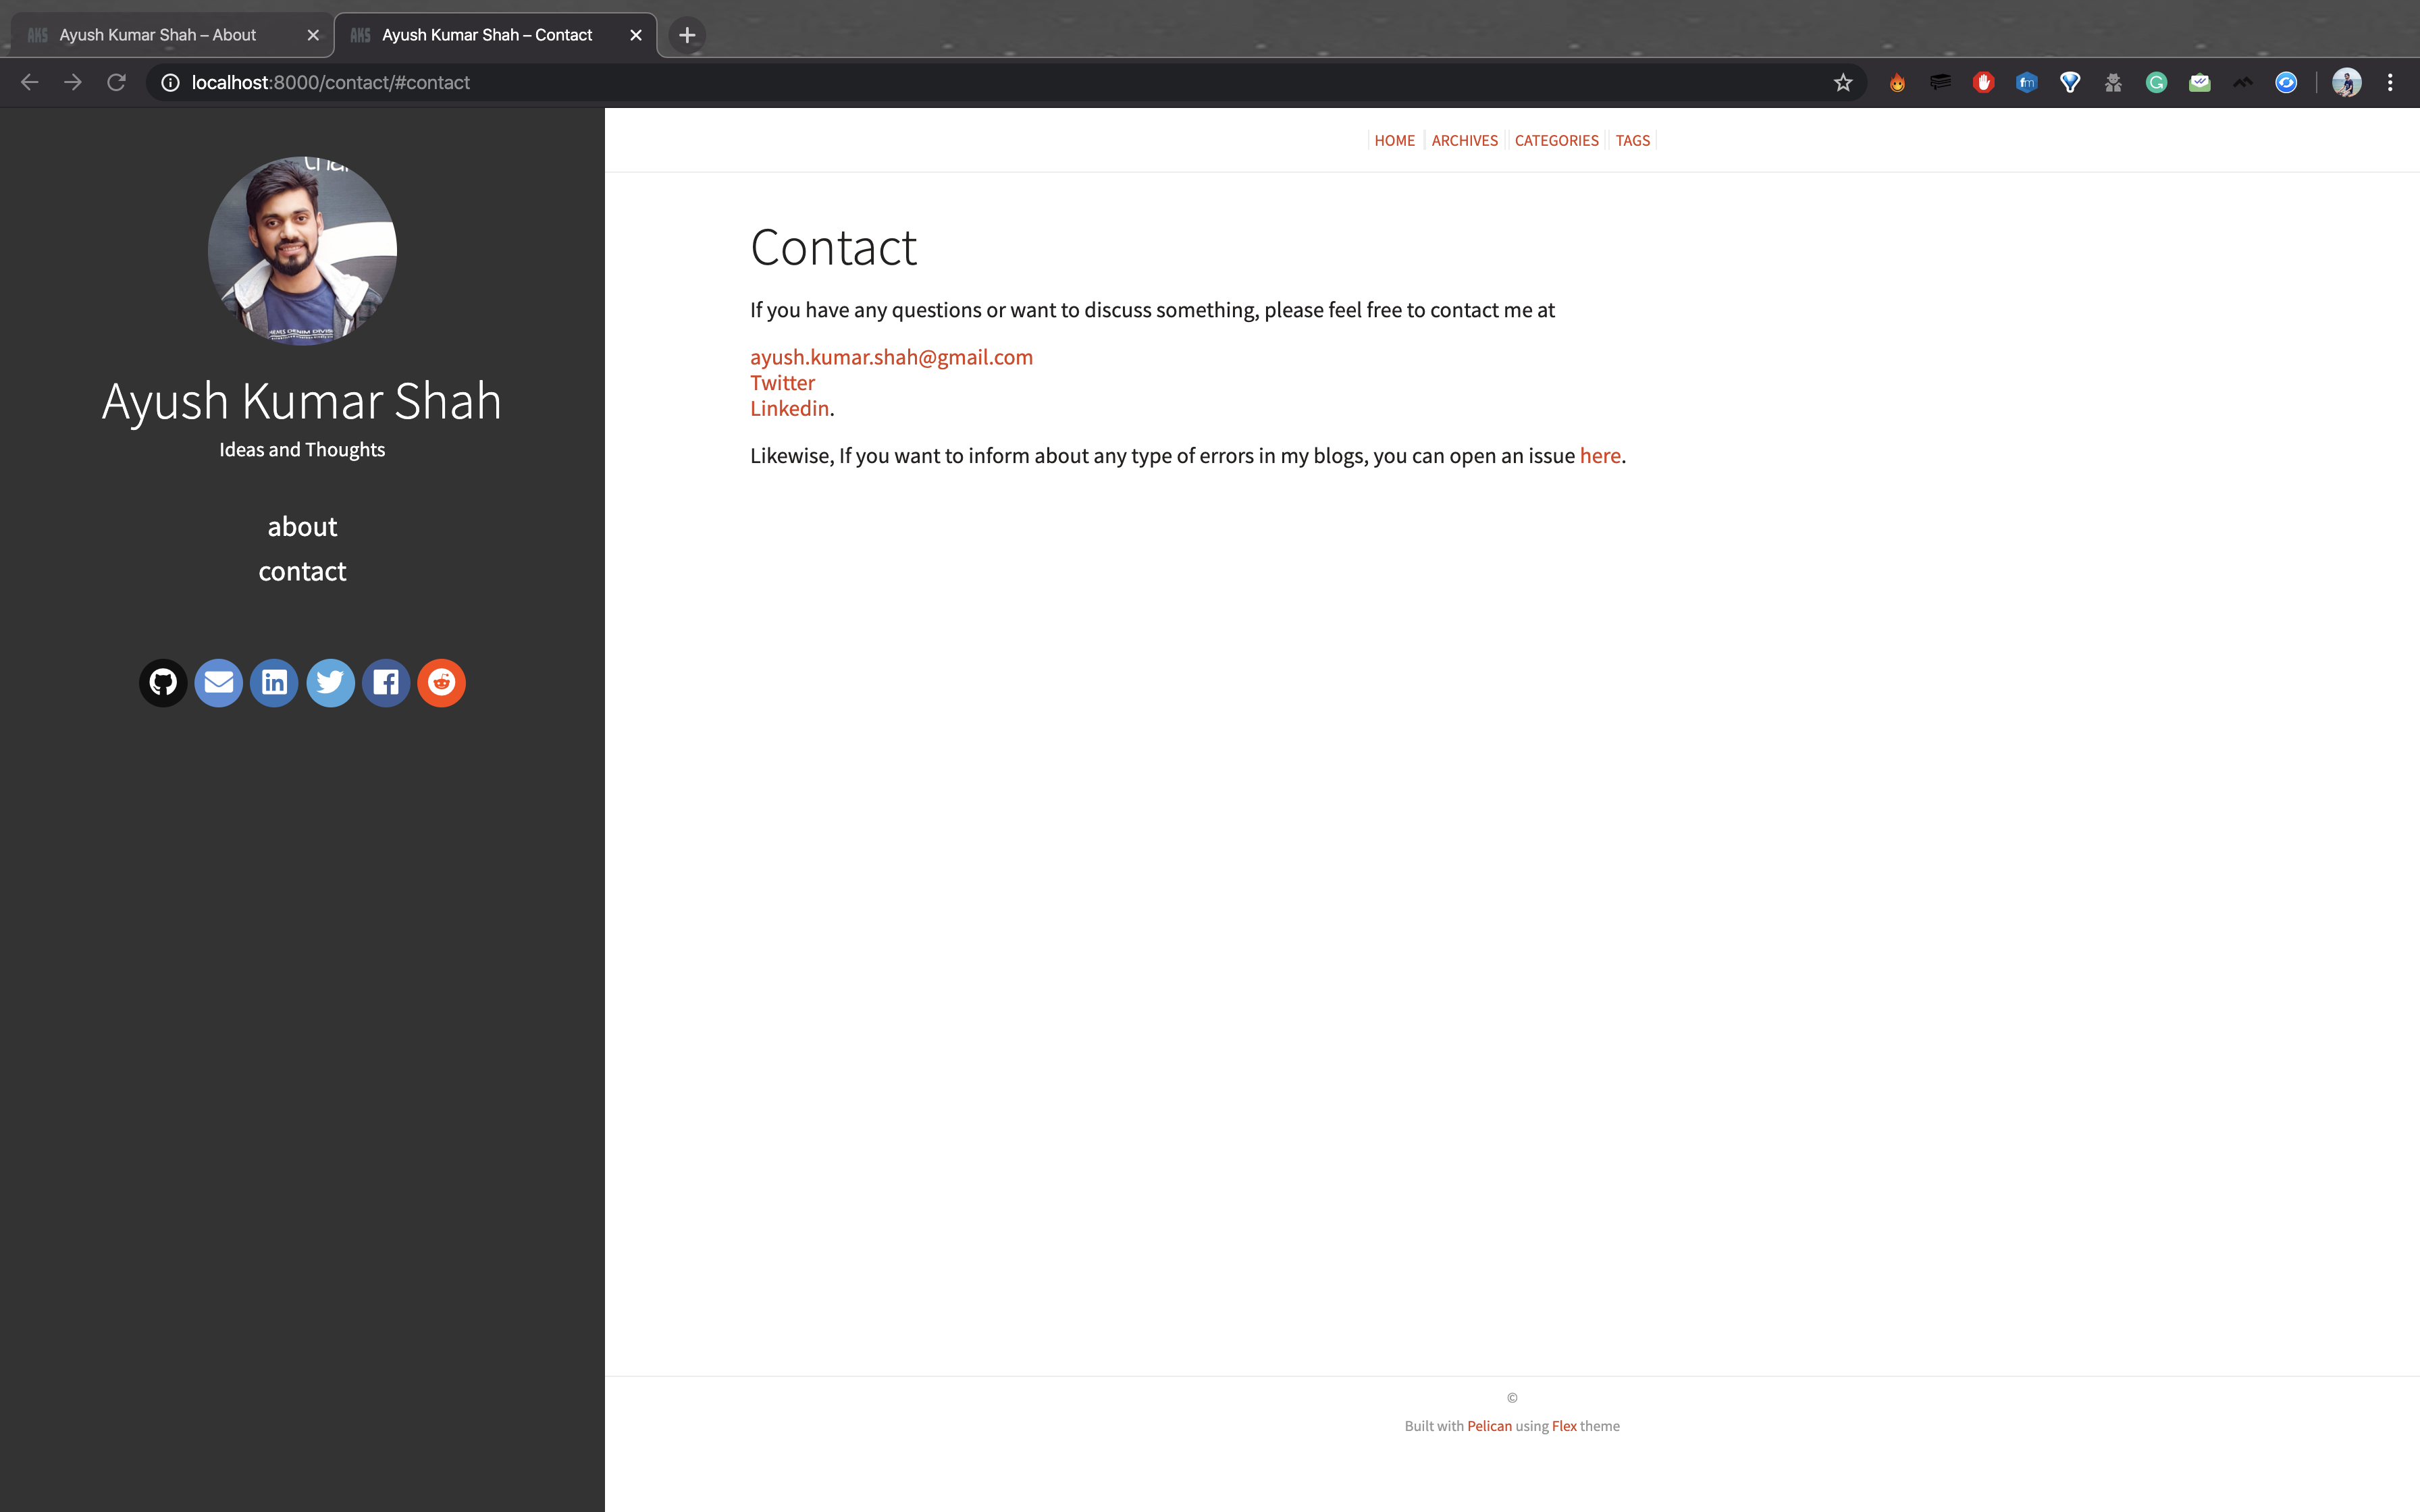 AKS Ayush Kumar Shah – About
AKS Ayush Kumar Shah – Contact
localhost:8000/contact/#contact
Ayush Kumar Shah
Ideas and Thoughts
about
contact
HOME ARCHIVES CATEGORIES TAGS
Contact
If you have any questions or want to discuss something, please feel free to contact me at
ayush.kumar.shah@gmail.com
Twitter
Linkedin.
Likewise, If you want to inform about any type of errors in my blogs, you can open an issue here.
©
Built with Pelican using Flex theme